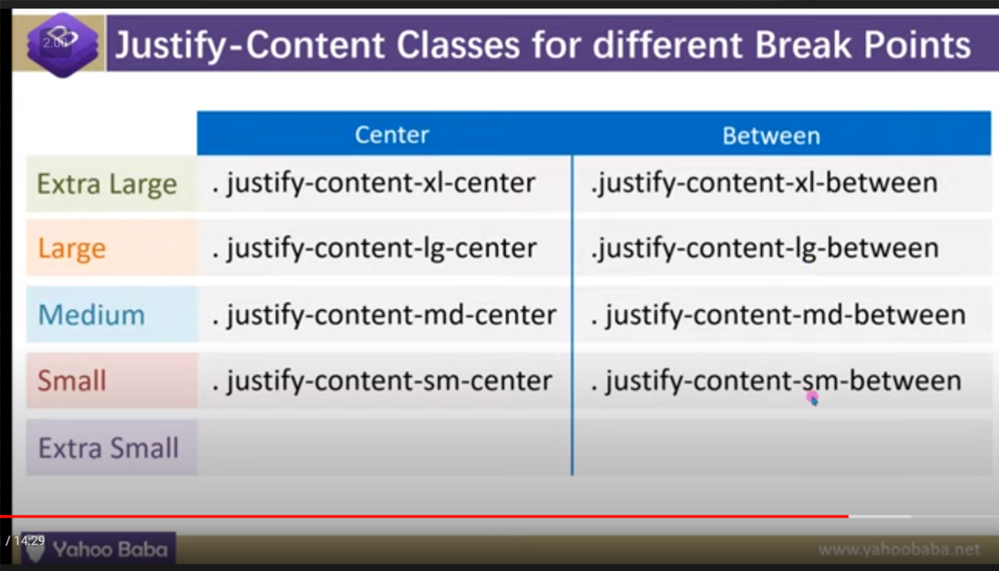 2.00
Justify-Content Classes for different Break Points
Center Between
Extra Large . justify-content-xl-center .justify-content-xl-between
Large . justify-content-lg-center .justify-content-lg-between
Medium . justify-content-md-center . justify-content-md-between
Small . justify-content-sm-center . justify-content-sm-between
Extra Small
/ 14:29
Yahoo Baba www.yahoobaba.net